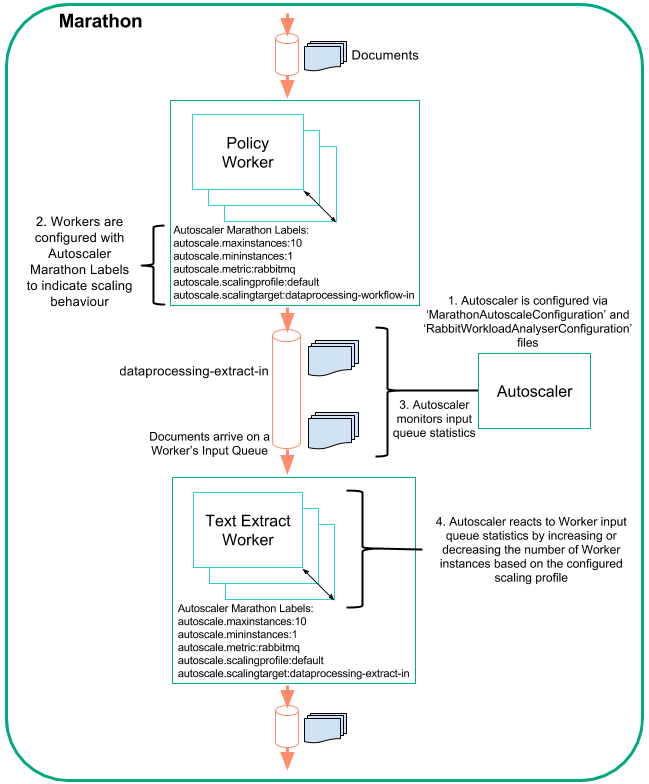 Marathon
Documents
Policy
Worker
2. Workers are
configured with
Autoscaler
Marathon Labels
to indicate scaling
behaviour
Autoscaler Marathon Labels:
autoscale.maxinstances:10
autoscale.mininstances:1
autoscale.metric:rabbitmq
autoscale.scalingprofile:default
autoscale.scalingtarget:dataprocessing-workflow-in
1. Autoscaler is configured via
‘MarathonAutoscaleConfiguration’ and
‘RabbitWorkloadAnalyserConfiguration’
files
dataprocessing-extract-in
Autoscaler
3. Autoscaler
monitors input
queue statistics
Documents arrive on a
Worker’s Input Queue
Text Extract
Worker
4. Autoscaler reacts to Worker input
queue statistics by increasing or
decreasing the number of Worker
instances based on the configured
scaling profile
Autoscaler Marathon Labels:
autoscale.maxinstances:10
autoscale.mininstances:1
autoscale.metric:rabbitmq
autoscale.scalingprofile:default
autoscale.scalingtarget:dataprocessing-extract-in